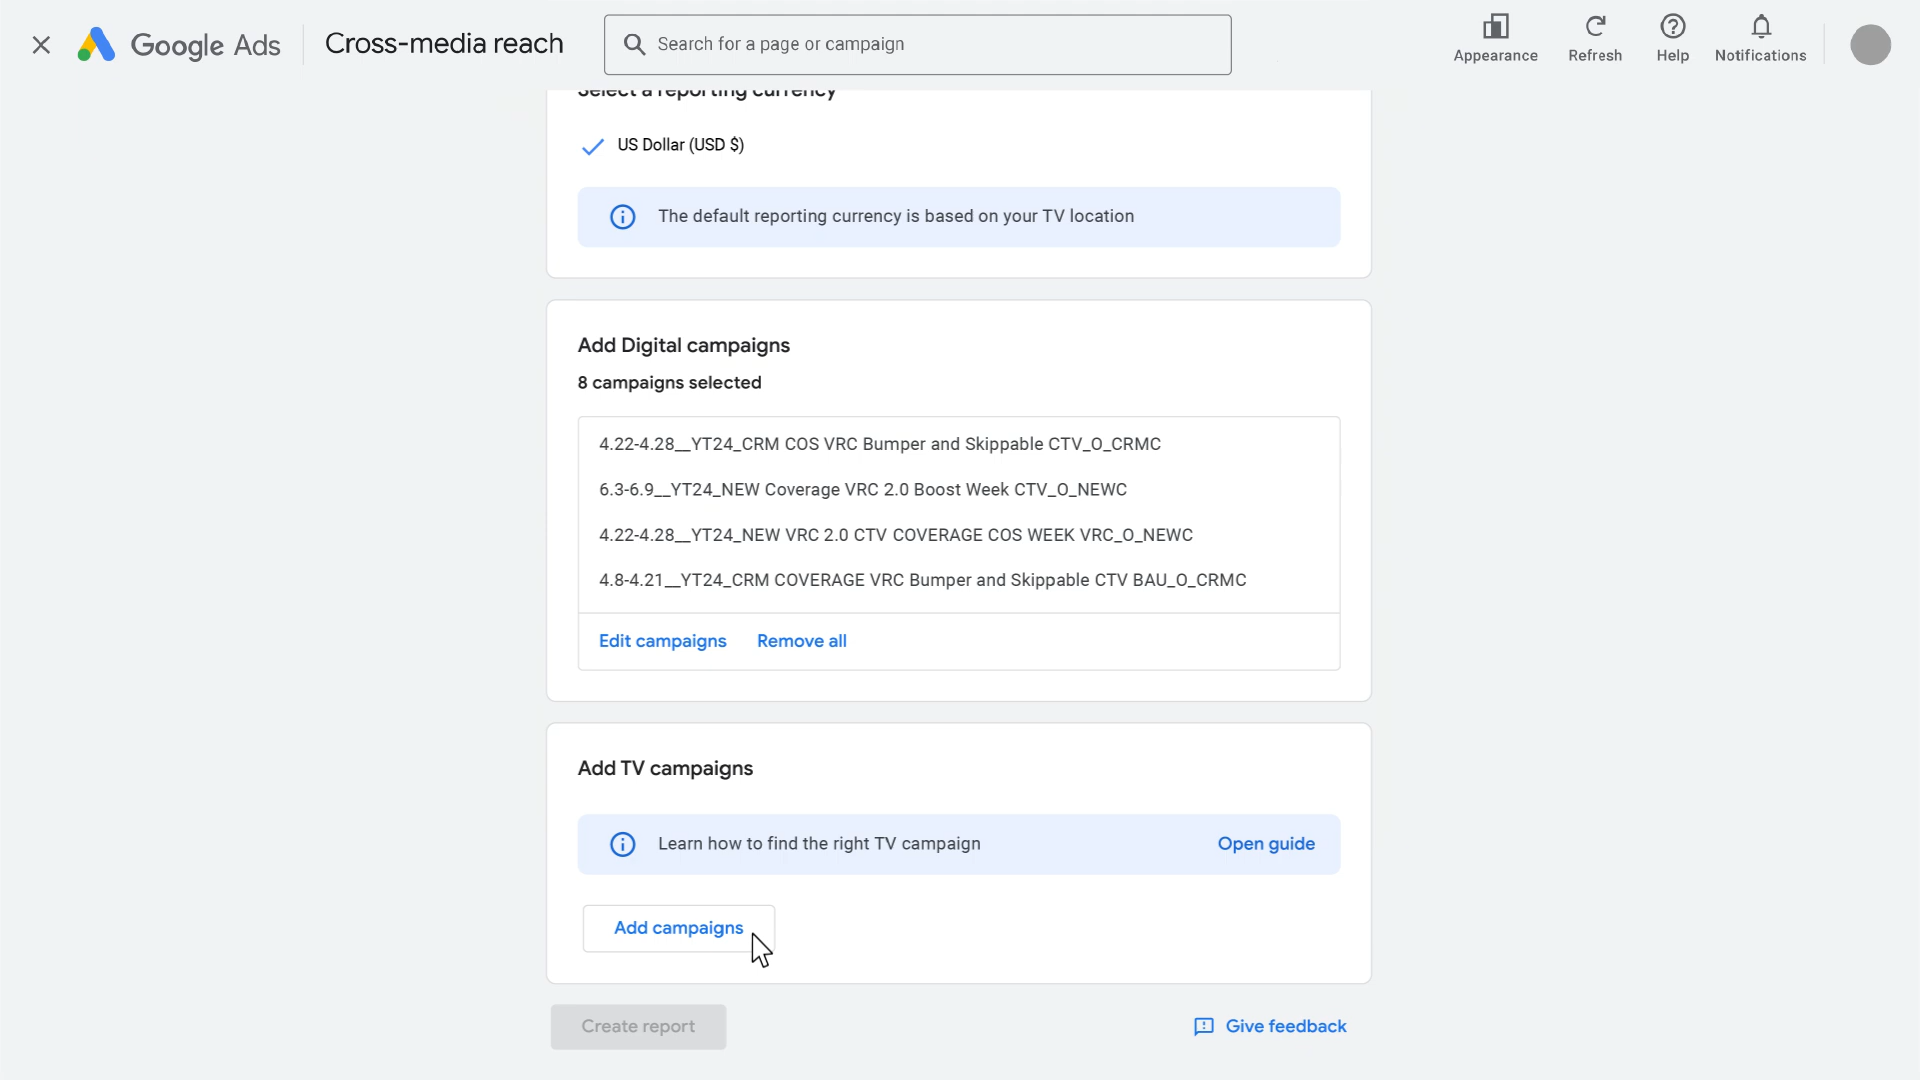 Google Ads
Cross-media reach
Search for a page or campaign
Appearance
Refresh
Help
Notifications
Select a reporting currency
US Dollar (USD $)
The default reporting currency is based on your TV location
Add Digital campaigns
8 campaigns selected
4.22-4.28__YT24_CRM COS VRC Bumper and Skippable CTV_O_CRMC
6.3-6.9__YT24_NEW Coverage VRC 2.0 Boost Week CTV_O_NEWC
4.22-4.28__YT24_NEW VRC 2.0 CTV COVERAGE COS WEEK VRC_O_NEWC
4.8-4.21__YT24_CRM COVERAGE VRC Bumper and Skippable CTV BAU_O_CRMC
Edit campaigns
Remove all
Add TV campaigns
Learn how to find the right TV campaign
Open guide
Add campaigns
Create report
Give feedback